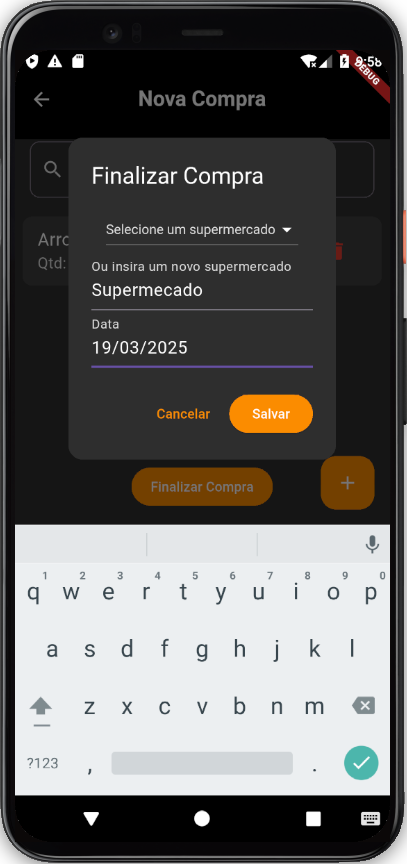 9:58
DEBUG
Nova Compra
Finalizar Compra
Selecione um supermercado
Arro
Qtd:
Ou insira um novo supermercado
Supermecado
Data
19/03/2025
Cancelar
Salvar
Finalizar Compra
+
1 2 3 4 5 6 7 8 9 0
q w e r t y u i o p
a s d f g h j k l
z x c v b n m
?123 , .